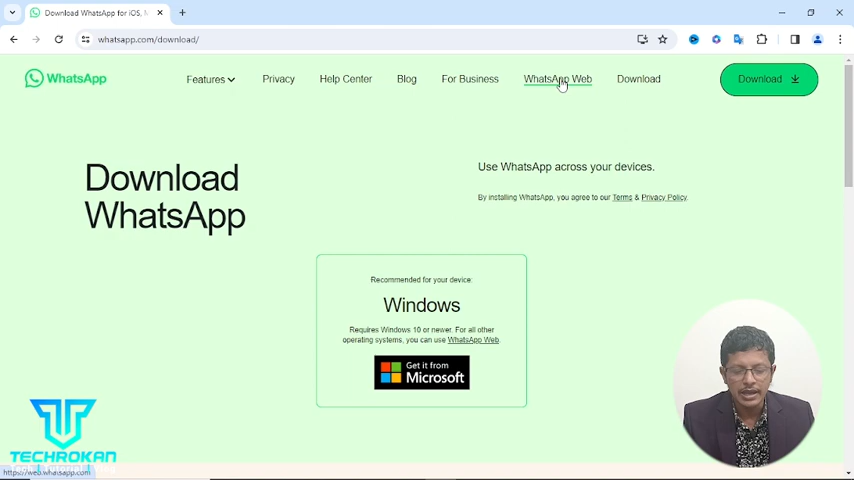 Download WhatsApp for iOS, M
whatsapp.com/download/
WhatsApp
Features
Privacy
Help Center
Blog
For Business
WhatsApp Web
Download
Download
Download
WhatsApp
Use WhatsApp across your devices.
By installing WhatsApp, you agree to our Terms & Privacy Policy.
Recommended for your device:
Windows
Requires Windows 10 or newer. For all other
operating systems, you can use WhatsApp Web.
Get it from
Microsoft
TECHROKAN
https://web.whatsapp.com